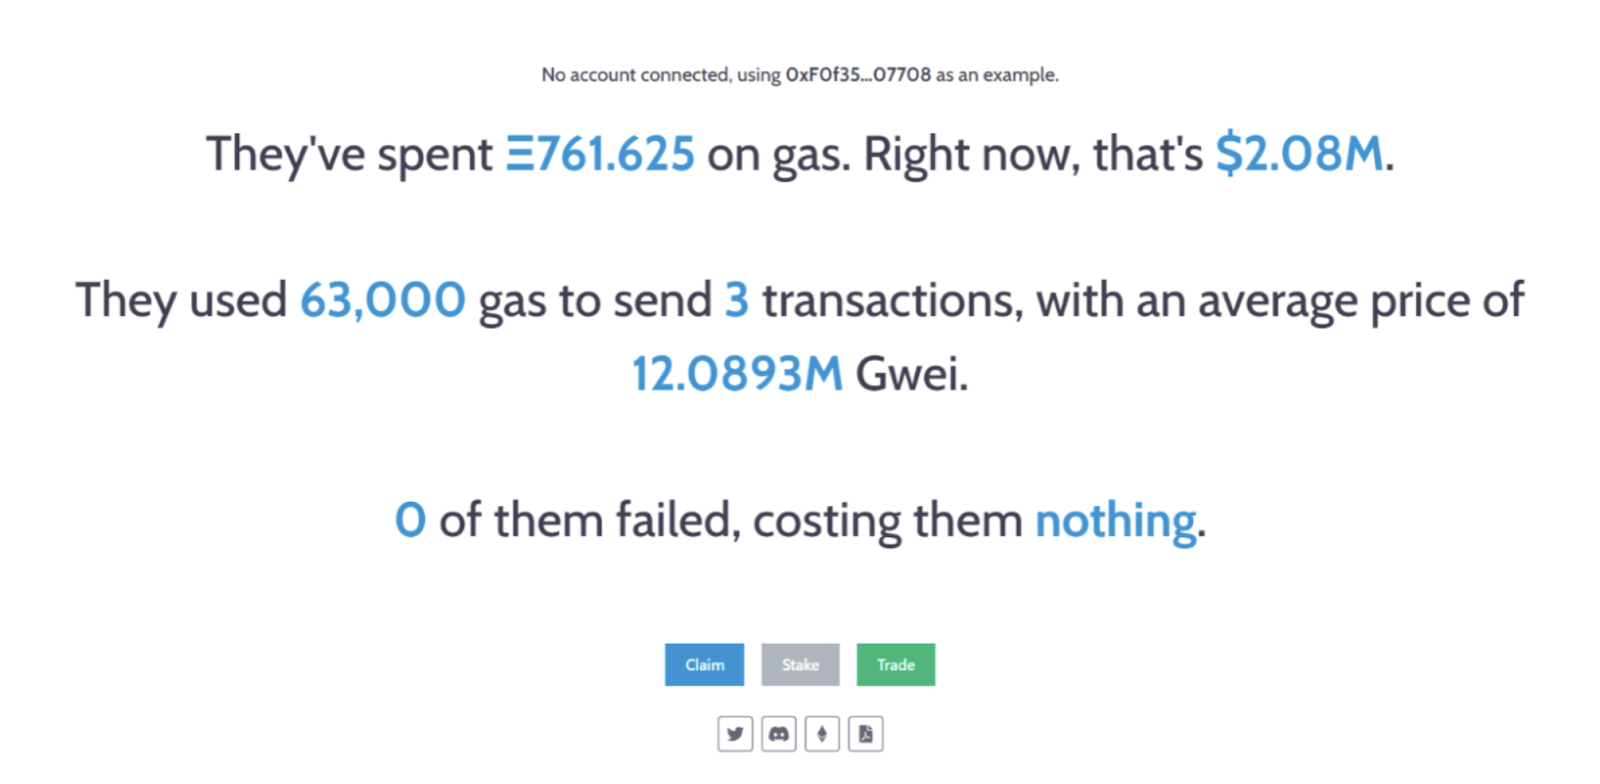 No account connected, using 0xF0f35...07708 as an example.
They've spent Ξ761.625 on gas. Right now, that's $2.08M.
They used 63,000 gas to send 3 transactions, with an average price of
12.0893M Gwei.
0 of them failed, costing them nothing.
Claim Stake Trade